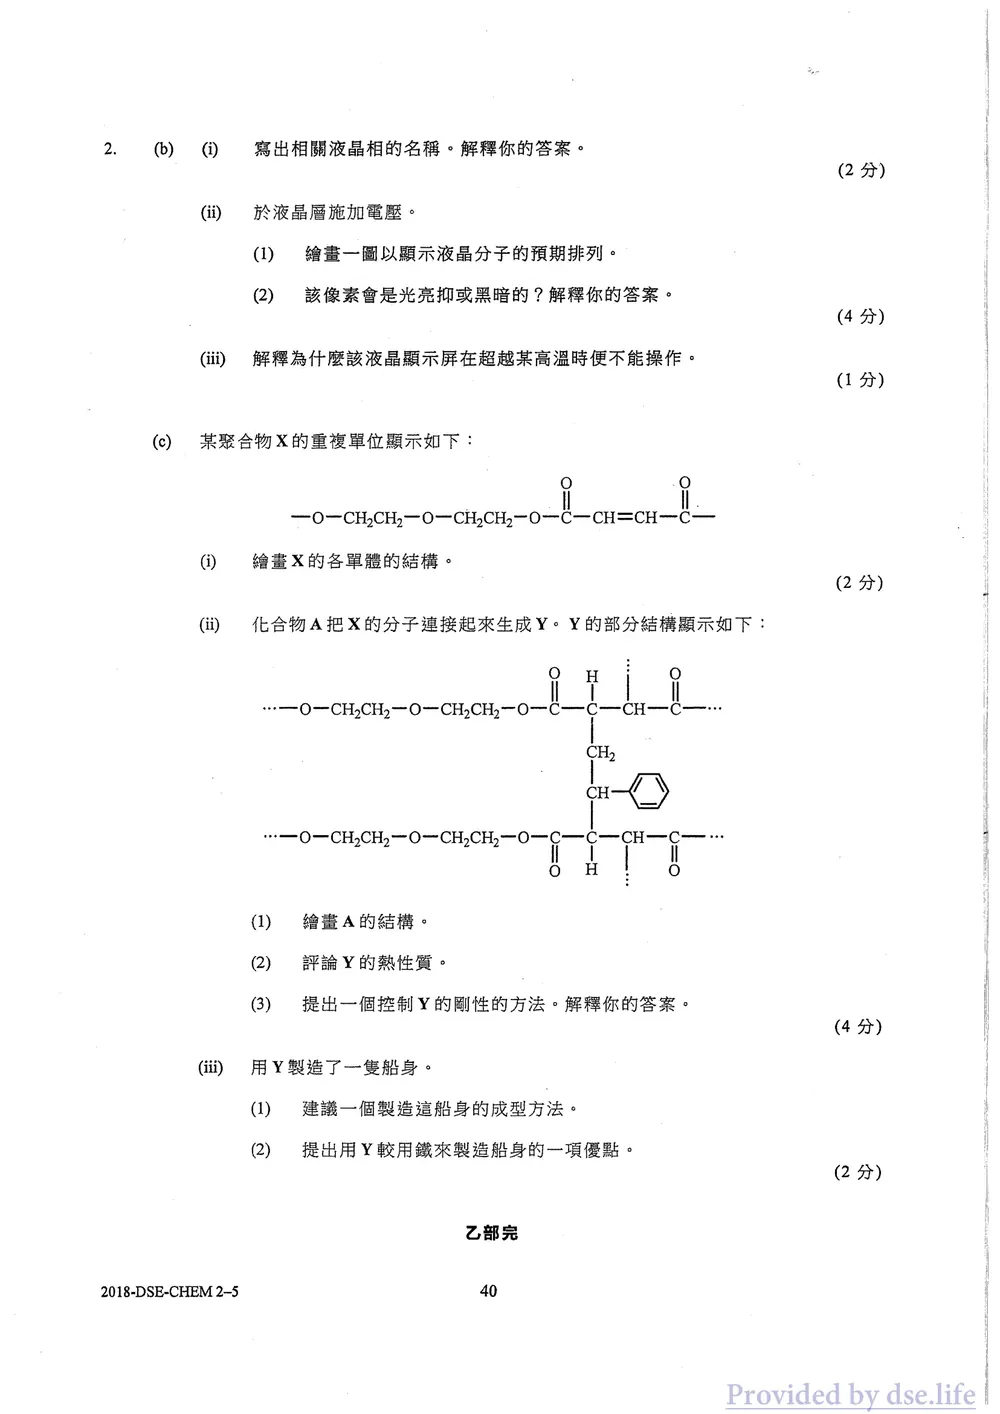 2. (b) (i) 寫出相關液晶相的名稱。解釋你的答案。
(2 分)
(ii) 於液晶層施加電壓。
(1) 繪畫一圖以顯示液晶分子的預期排列。
(2) 該像素會是光亮抑或黑暗的？解釋你的答案。
(4 分)
(iii) 解釋為什麼該液晶顯示屏在超越某高溫時便不能操作。
(1 分)
(c) 某聚合物 X 的重複單位顯示如下：
O O
—O—CH₂CH₂—O—CH₂CH₂—O—C—CH=CH—C—
(i) 繪畫 X 的各單體的結構。
(2 分)
(ii) 化合物 A 把 X 的分子連接起來生成 Y。Y 的部分結構顯示如下：
O H O
···—O—CH₂CH₂—O—CH₂CH₂—O—C—C—CH—C—···
CH₂
CH—
···—O—CH₂CH₂—O—CH₂CH₂—O—C—C—CH—C—···
O H O
(1) 繪畫 A 的結構。
(2) 評論 Y 的熱性質。
(3) 提出一個控制 Y 的剛性的方法。解釋你的答案。
(4 分)
(iii) 用 Y 製造了一隻船身。
(1) 建議一個製造這船身的成型方法。
(2) 提出用 Y 較用鐵來製造船身的一項優點。
(2 分)
乙部完
2018-DSE-CHEM 2–5 40
Provided by dse.life